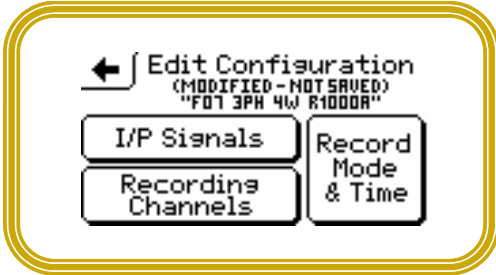 Edit Configuration
(MODIFIED - NOT SAVED)
"F07 3PH 4W R1000A"
I/P Signals
Recording
Channels
Record
Mode
& Time